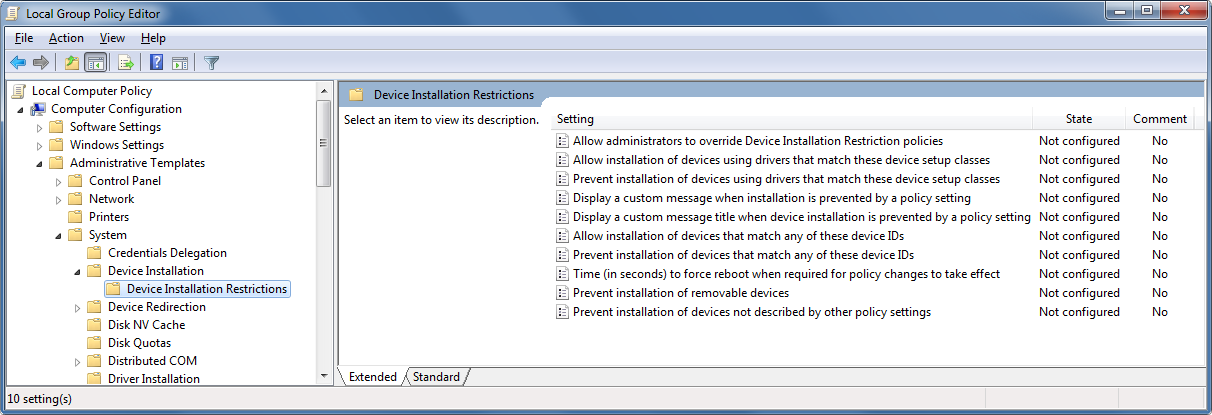 Local Group Policy Editor
File Action View Help
Local Computer Policy
Computer Configuration
Software Settings
Windows Settings
Administrative Templates
Control Panel
Network
Printers
System
Credentials Delegation
Device Installation
Device Installation Restrictions
Device Redirection
Disk NV Cache
Disk Quotas
Distributed COM
Driver Installation
Device Installation Restrictions
Select an item to view its description.
Setting State Comment
Allow administrators to override Device Installation Restriction policies Not configured No
Allow installation of devices using drivers that match these device setup classes Not configured No
Prevent installation of devices using drivers that match these device setup classes Not configured No
Display a custom message when installation is prevented by a policy setting Not configured No
Display a custom message title when device installation is prevented by a policy setting Not configured No
Allow installation of devices that match any of these device IDs Not configured No
Prevent installation of devices that match any of these device IDs Not configured No
Time (in seconds) to force reboot when required for policy changes to take effect Not configured No
Prevent installation of removable devices Not configured No
Prevent installation of devices not described by other policy settings Not configured No
Extended Standard
10 setting(s)